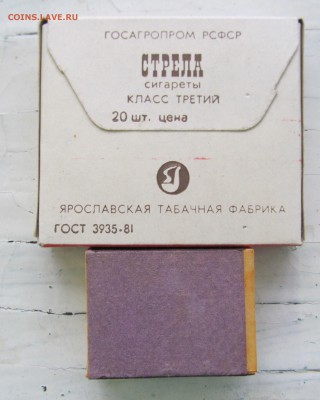 COINS.LAVE.RU
ГОСАГРОПРОМ РСФСР
СТРЕЛА
сигареты
КЛАСС ТРЕТИЙ
20 шт. цена
ЯРОСЛАВСКАЯ ТАБАЧНАЯ ФАБРИКА
ГОСТ 3935-81